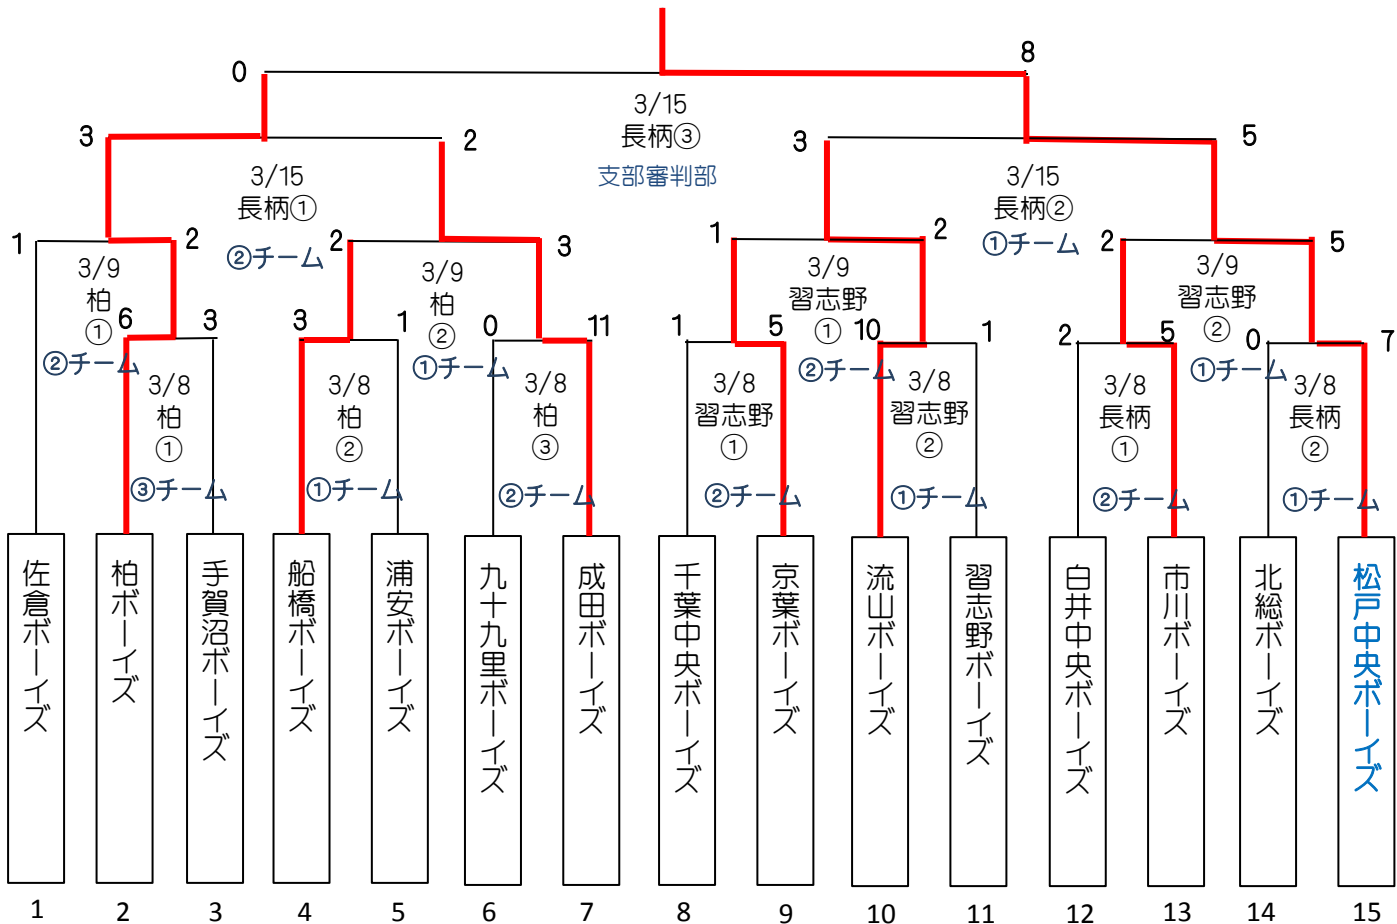 0
8
3/15
長柄③
支部審判部
3
2
3
5
3/15
長柄①
②チーム
3/15
長柄②
①チーム
1
2
2
3
1
2
2
5
3/9
柏
①
②チーム
3/9
柏
②
①チーム
3/9
習志野
①
②チーム
3/9
習志野
②
①チーム
6
3
3
1
0
11
1
5
10
1
2
5
0
7
3/8
柏
①
③チーム
3/8
柏
②
①チーム
3/8
柏
③
②チーム
3/8
習志野
①
②チーム
3/8
習志野
②
①チーム
3/8
長柄
①
②チーム
3/8
長柄
②
①チーム
佐倉ボーイズ
柏ボーイズ
手賀沼ボーイズ
船橋ボーイズ
浦安ボーイズ
九十九里ボーイズ
成田ボーイズ
千葉中央ボーイズ
京葉ボーイズ
流山ボーイズ
習志野ボーイズ
白井中央ボーイズ
市川ボーイズ
北総ボーイズ
松戸中央ボーイズ
1 2 3 4 5 6 7 8 9 10 11 12 13 14 15